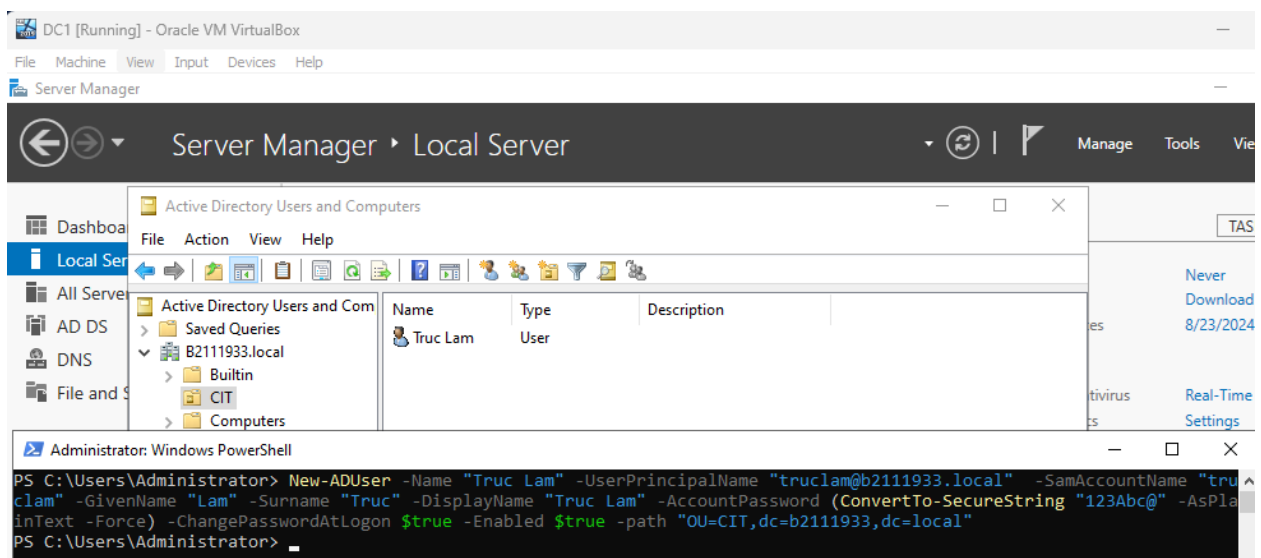 DC1 [Running] - Oracle VM VirtualBox
File Machine View Input Devices Help
Server Manager
Server Manager ‣ Local Server
Manage Tools Vie
Active Directory Users and Computers
Dashboa
TAS
File Action View Help
Local Ser
Never
All Server
Active Directory Users and Com
Name Type Description
Download
Saved Queries
AD DS
Truc Lam User
es 8/23/2024
B2111933.local
DNS
Builtin
File and S
CIT
tivirus Real-Time
Computers
cs Settings
Administrator: Windows PowerShell
PS C:\Users\Administrator> New-ADUser -Name "Truc Lam" -UserPrincipalName "truclam@b2111933.local"  -SamAccountName "tru
clam" -GivenName "Lam" -Surname "Truc" -DisplayName "Truc Lam" -AccountPassword (ConvertTo-SecureString "123Abc@" -AsPla
inText -Force) -ChangePasswordAtLogon $true -Enabled $true -path "OU=CIT,dc=b2111933,dc=local"
PS C:\Users\Administrator>